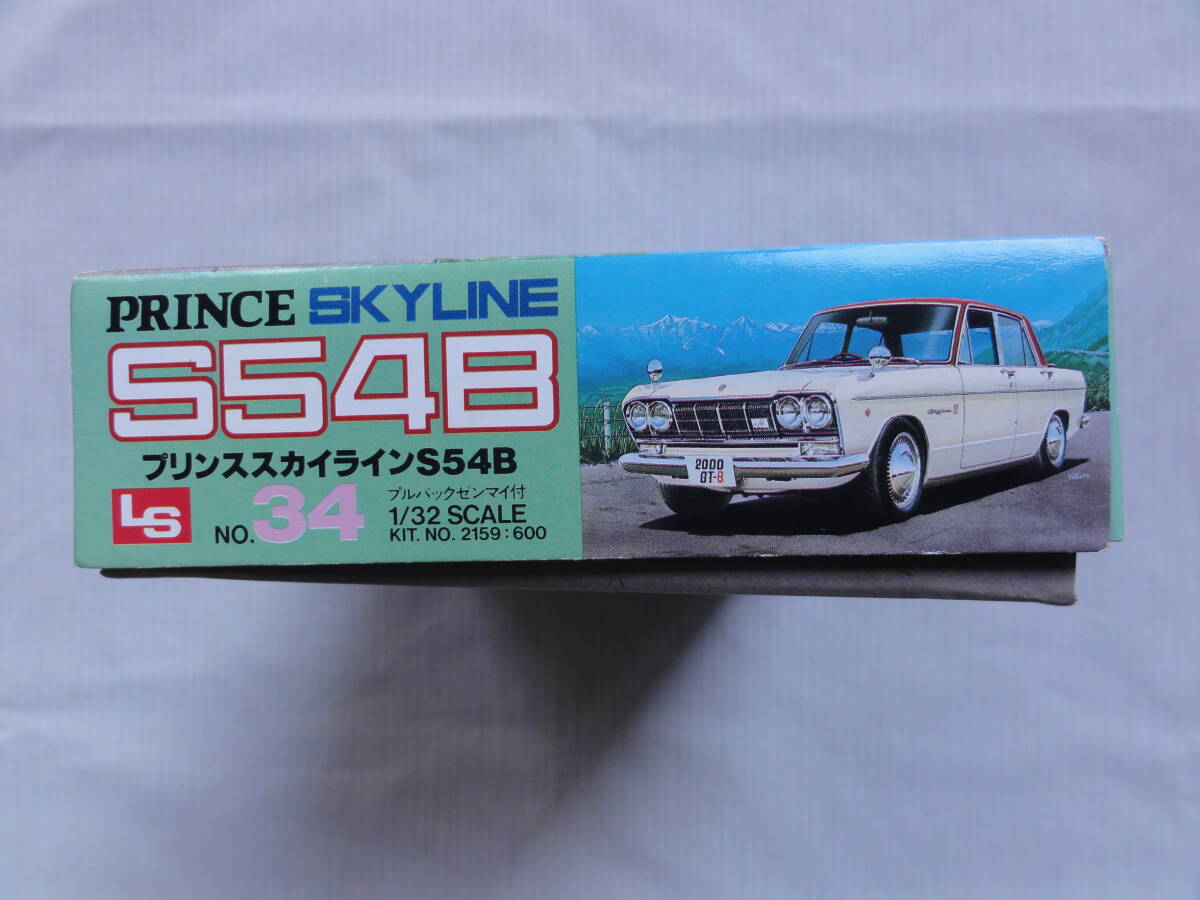 PRINCE SKYLINE
S54B
プリンススカイラインS54B
LS
NO.34
プルバックゼンマイ付
1/32 SCALE
KIT. NO. 2159:600
2000
GT-B